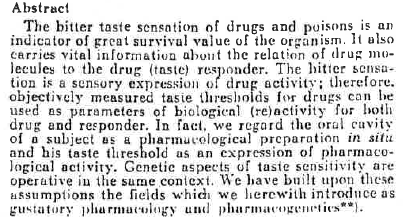 Abstract
The bitter taste sensation of drugs and poisons is an
indicator of great survival value of the organism. It also
carries vital information about the relation of drug mo-
lecules to the drug (taste) responder. The bitter sensa-
tion is a sensory expression of drug activity; therefore,
objectively measured taste thresholds for drugs can be
used as parameters of biological (re)activity for both
drug and responder. In fact, we regard the oral cavity
of a subject as a pharmacological preparation in situ
and his taste threshold as an expression of pharmaco-
logical activity. Genetic aspects of taste sensitivity are
operative in the same context. We have built upon these
assumptions the fields which we herewith introduce as
gustatory pharmacology and pharmacogenetics**).